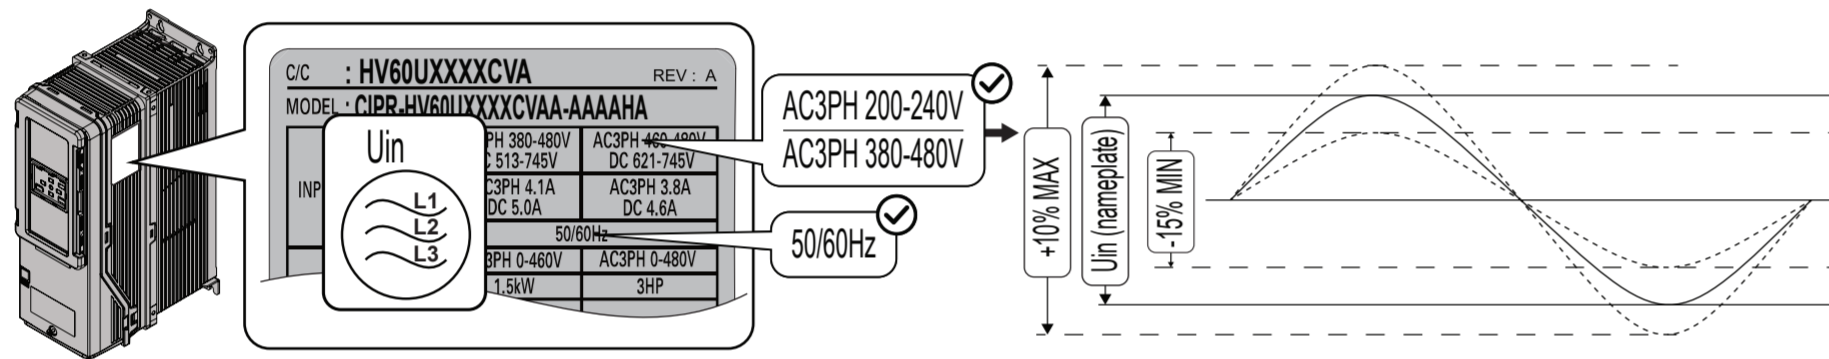 C/C : HV60UXXXXCVA REV : A
MODEL : CIPR-HV60UXXXXCVAA-AAAAHA
Uin
L1
L2
L3
INP
PH 380-480V AC3PH 460-480V
513-745V DC 621-745V
C3PH 4.1A AC3PH 3.8A
DC 5.0A DC 4.6A
50/60Hz
3PH 0-460V AC3PH 0-480V
1.5kW 3HP
AC3PH 200-240V
AC3PH 380-480V
50/60Hz
+10% MAX
Uin (nameplate)
-15% MIN